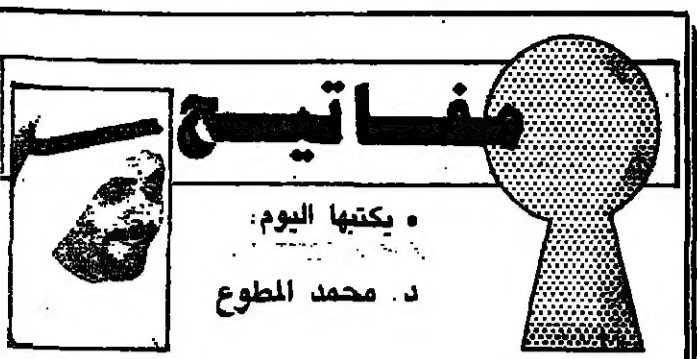 مفاتيح
• يكتبها اليوم:
د. محمد المطوع